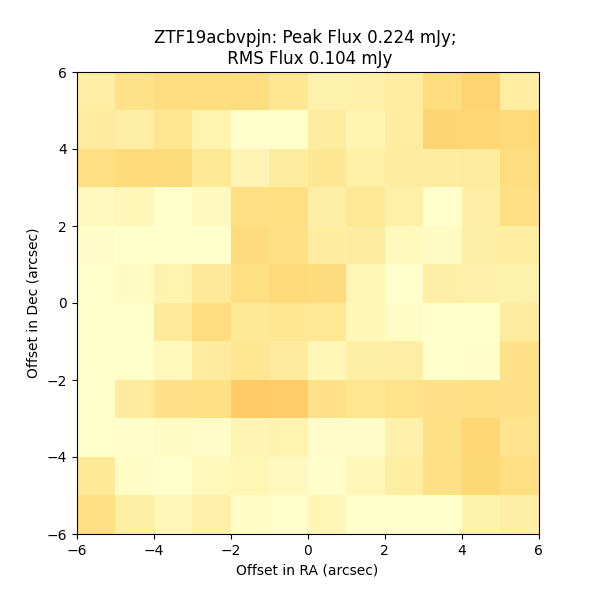 ZTF19acbvpjn: Peak Flux 0.224 mJy;
RMS Flux 0.104 mJy
6
4
2
0
−2
−4
−6
Offset in Dec (arcsec)
−6 −4 −2 0 2 4 6
Offset in RA (arcsec)